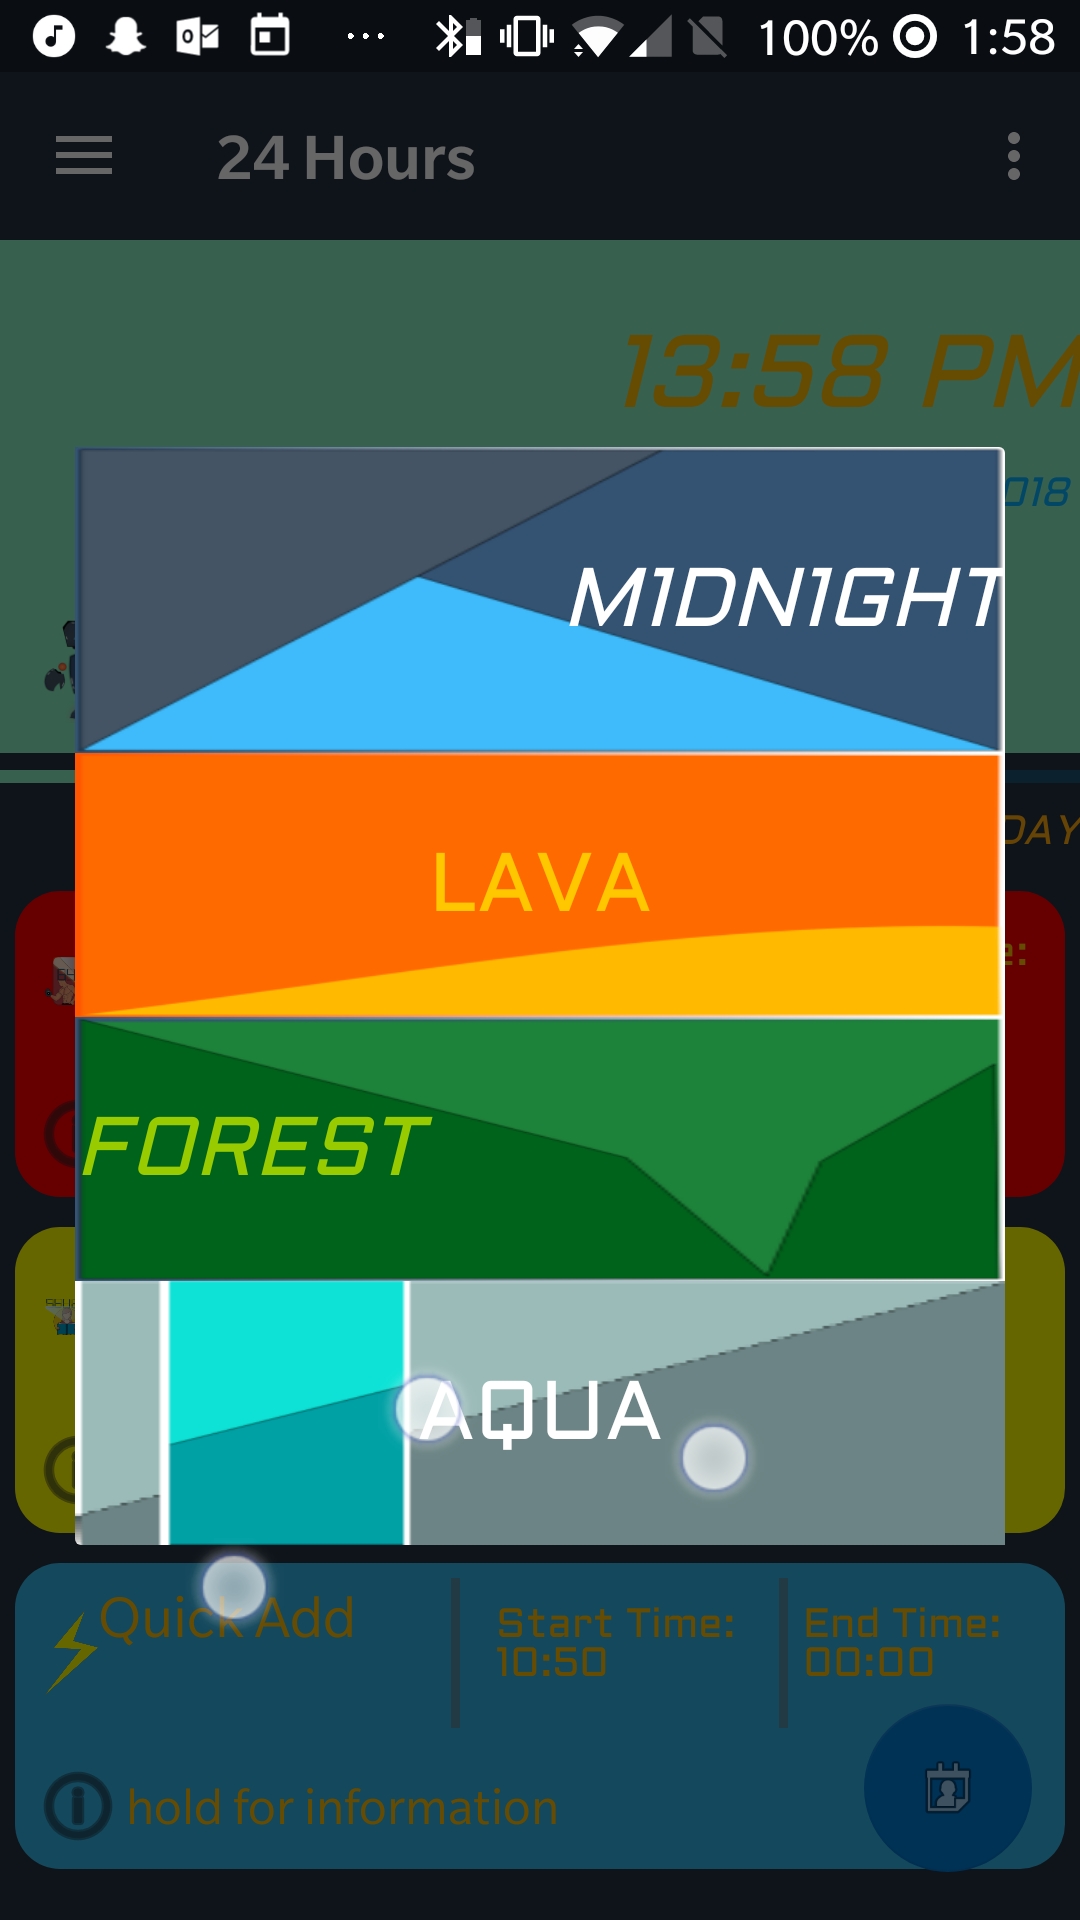 100% 1:58
24 Hours
13:58 PM
018
M1DN1GHT
LAVA
DAY
e:
FOREST
AQUA
Quick Add
Start Time:
10:50
End Time:
00:00
hold for information